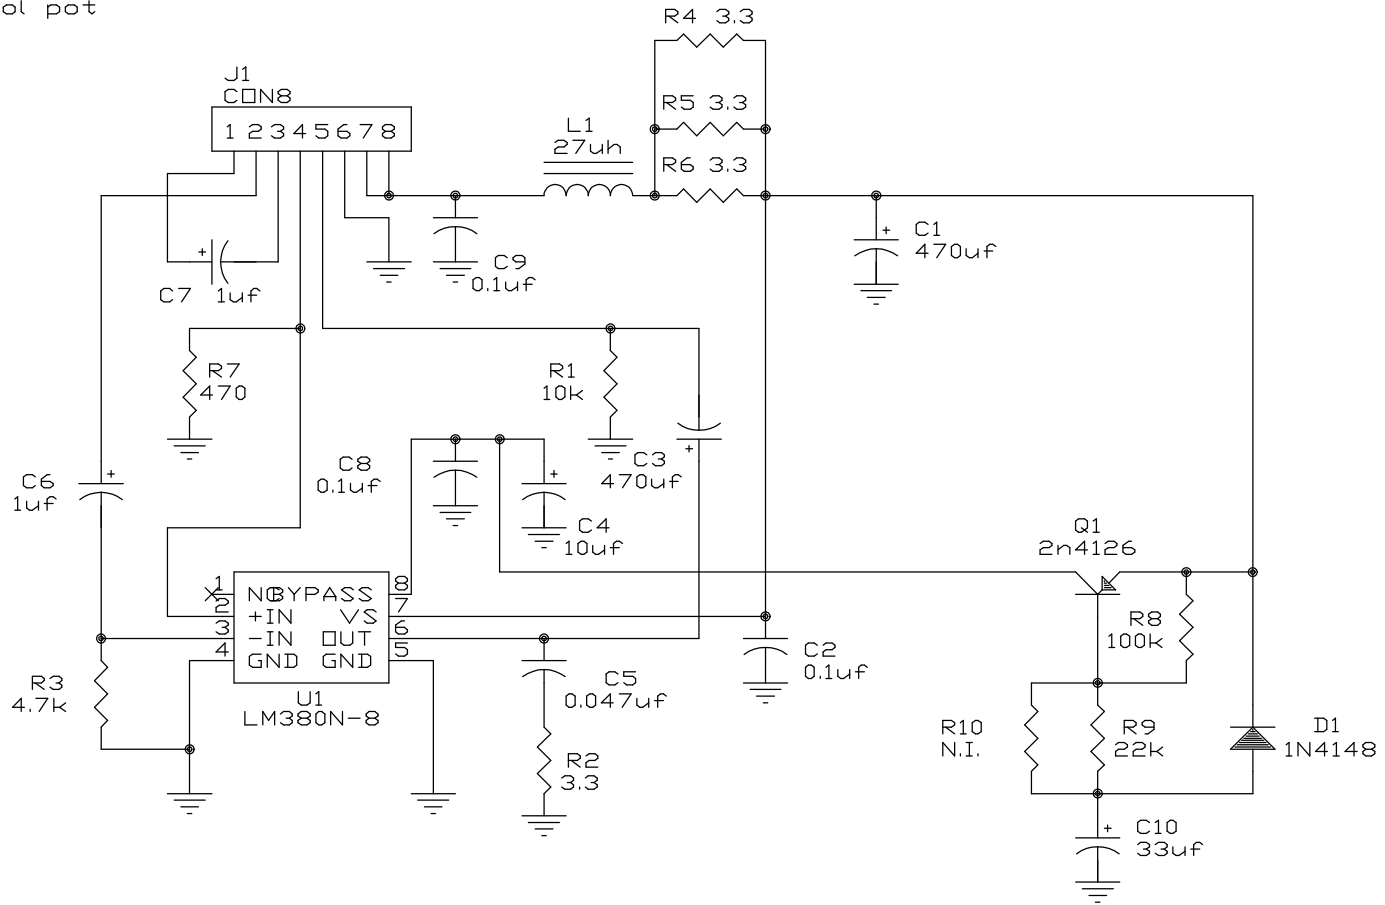 ol pot
R4 3.3
J1
CON8
1 2 3 4 5 6 7 8
R5 3.3
L1
27uh
R6 3.3
+
C1
470uf
+
C9
0.1uf
C7 1uf
R7
470
R1
10k
C3
+
470uf
C8
0.1uf
+
C6
1uf
+
C4
10uf
Q1
2n4126
1 NC BYPASS 8
2 +IN VS 7
3 -IN OUT 6
4 GND GND 5
U1
LM380N-8
R8
100k
C2
0.1uf
R3
4.7k
C5
0.047uf
R10
N.I.
R9
22k
D1
1N4148
R2
3.3
+
C10
33uf